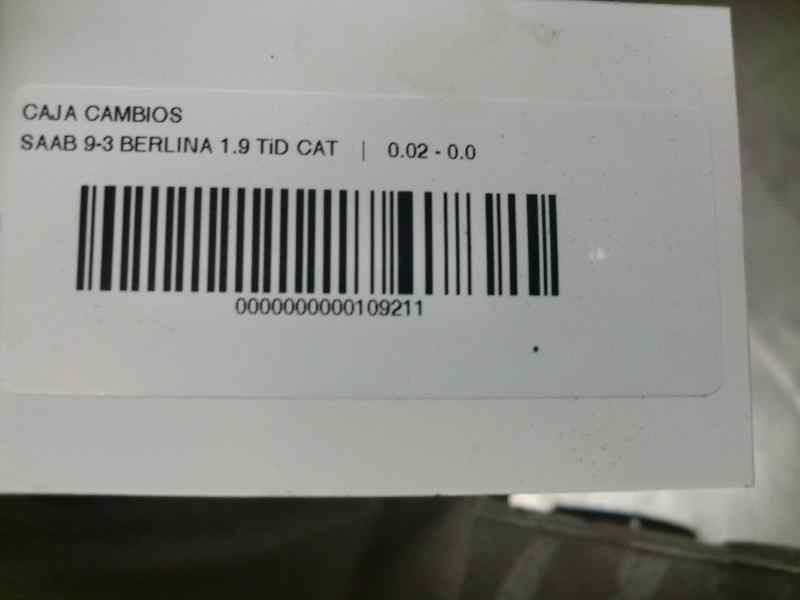 CAJA CAMBIOS
SAAB 9-3 BERLINA 1.9 TiD CAT | 0.02 - 0.0
0000000000109211